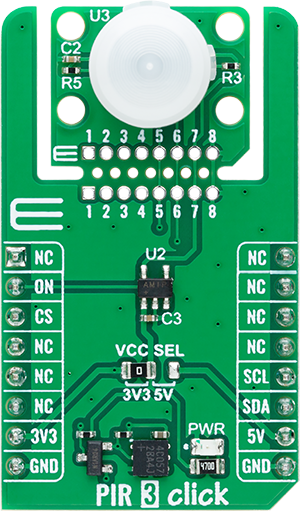 U3
C2
R5
R3
1 2 3 4 5 6 7 8
1 2 3 4 5 6 7 8
U2
NC NC
ON NC
CS NC
C3
NC NC
VCC SEL
NC SCL
3V3 5V
NC SDA
3V3 5V
PWR
GND GND
4700
PIR 3 click